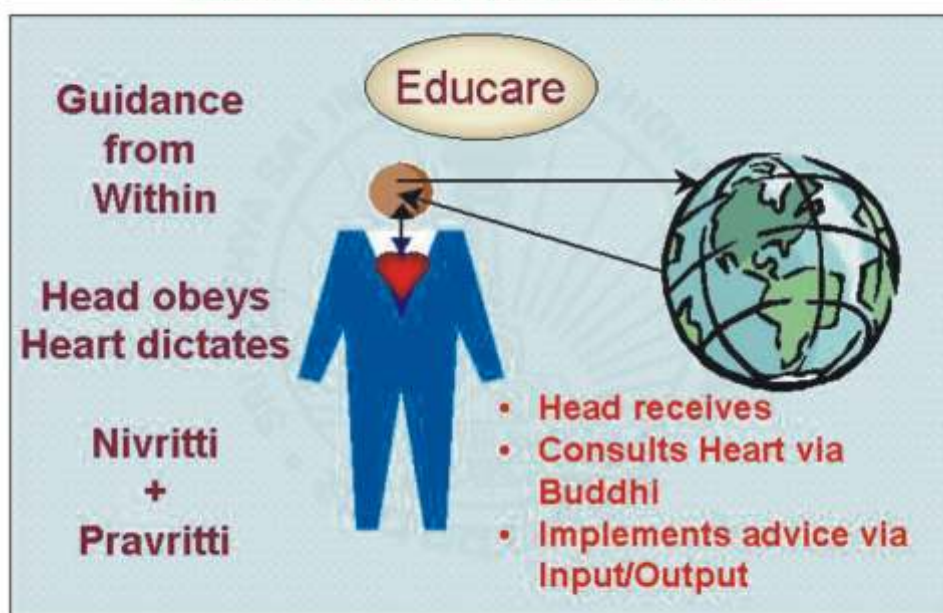 Educare
Guidance
from
Within
Head obeys
Heart dictates
Nivritti
+
Pravritti
• Head receives
• Consults Heart via
Buddhi
• Implements advice via
Input/Output